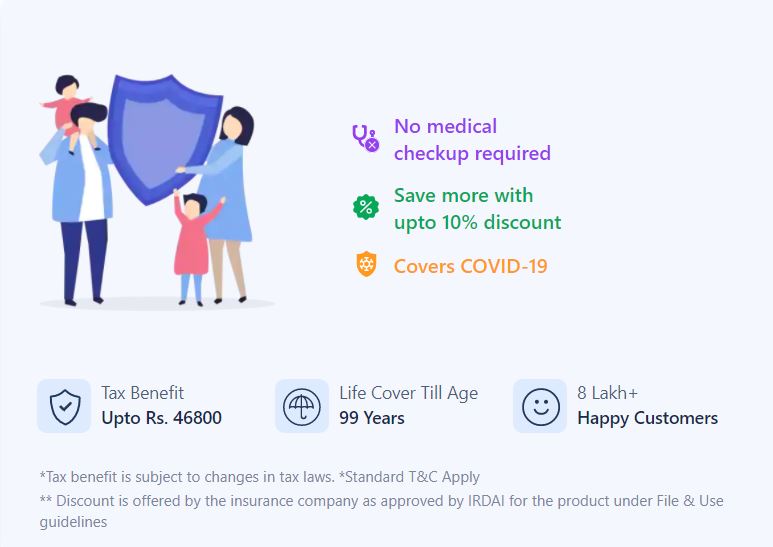 No medical
checkup required
Save more with
upto 10% discount
Covers COVID-19
Tax Benefit
Upto Rs. 46800
Life Cover Till Age
99 Years
8 Lakh+
Happy Customers
*Tax benefit is subject to changes in tax laws. *Standard T&C Apply
** Discount is offered by the insurance company as approved by IRDAI for the product under File & Use
guidelines